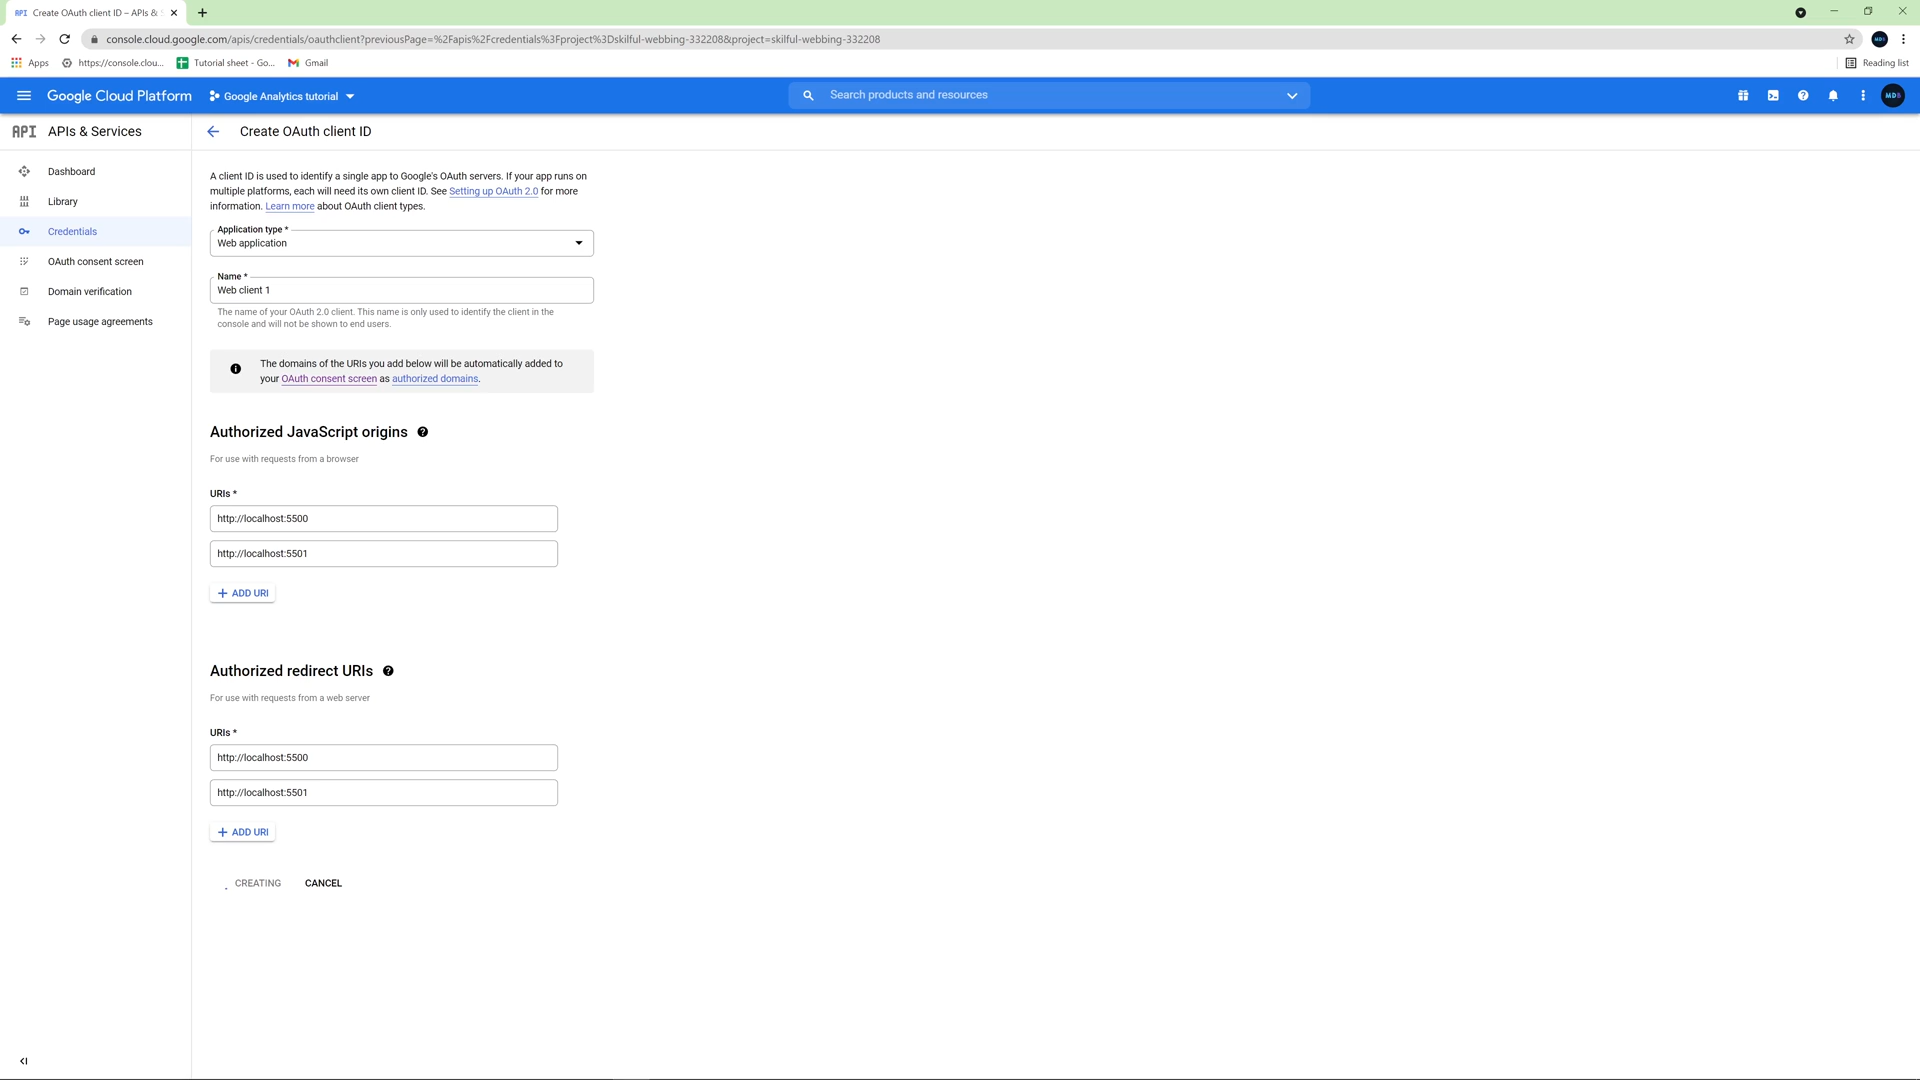 API Create OAuth client ID – APIs &
console.cloud.google.com/apis/credentials/oauthclient?previousPage=%2Fapis%2Fcredentials%3Fproject%3Dskilful-webbing-332208&project=skilful-webbing-332208
MDB
Apps
https://console.clou...
Tutorial sheet - Go...
Gmail
Reading list
Google Cloud Platform
Google Analytics tutorial
Search products and resources
MDB
API APIs & Services
Create OAuth client ID
Dashboard
Library
Credentials
OAuth consent screen
Domain verification
Page usage agreements
A client ID is used to identify a single app to Google's OAuth servers. If your app runs on
multiple platforms, each will need its own client ID. See Setting up OAuth 2.0 for more
information. Learn more about OAuth client types.
Application type *
Web application
Name *
Web client 1
The name of your OAuth 2.0 client. This name is only used to identify the client in the
console and will not be shown to end users.
The domains of the URIs you add below will be automatically added to
your OAuth consent screen as authorized domains.
Authorized JavaScript origins
For use with requests from a browser
URIs *
http://localhost:5500
http://localhost:5501
+ ADD URI
Authorized redirect URIs
For use with requests from a web server
URIs *
http://localhost:5500
http://localhost:5501
+ ADD URI
CREATING
CANCEL